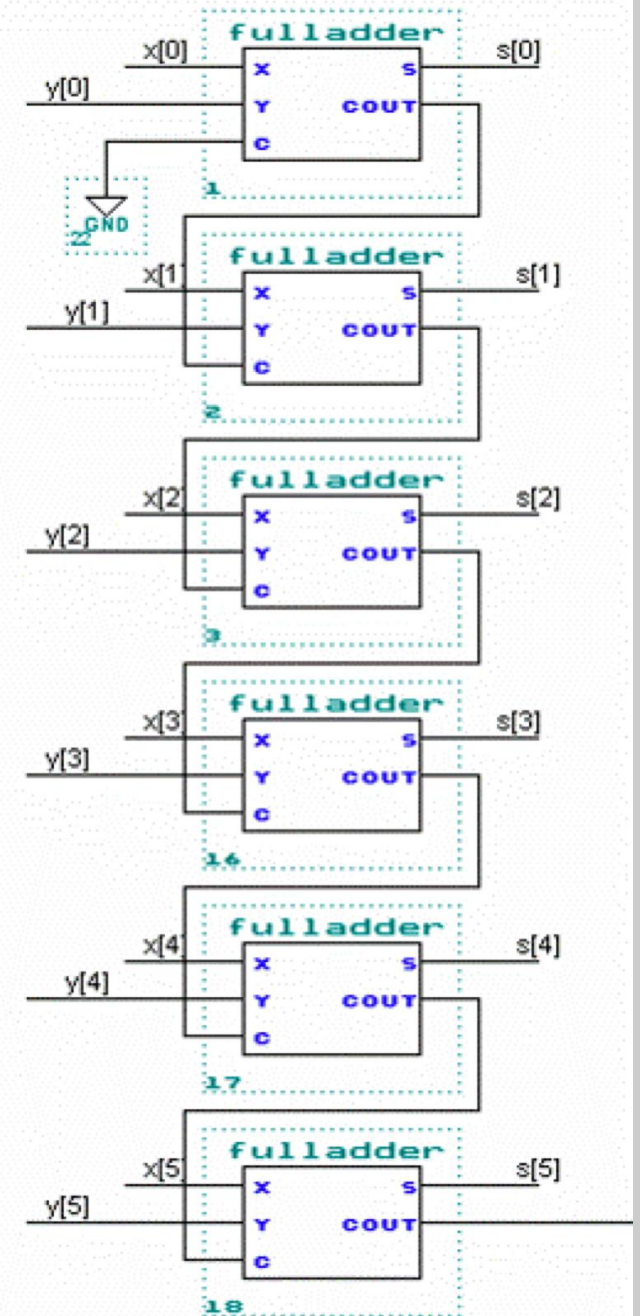 fulladder
x[0] X S s[0]
y[0] Y COUT
C
1
GND
22
fulladder
x[1] X S s[1]
y[1] Y COUT
C
2
fulladder
x[2] X S s[2]
y[2] Y COUT
C
3
fulladder
x[3] X S s[3]
y[3] Y COUT
C
16
fulladder
x[4] X S s[4]
y[4] Y COUT
C
17
fulladder
x[5] X S s[5]
y[5] Y COUT
C
18